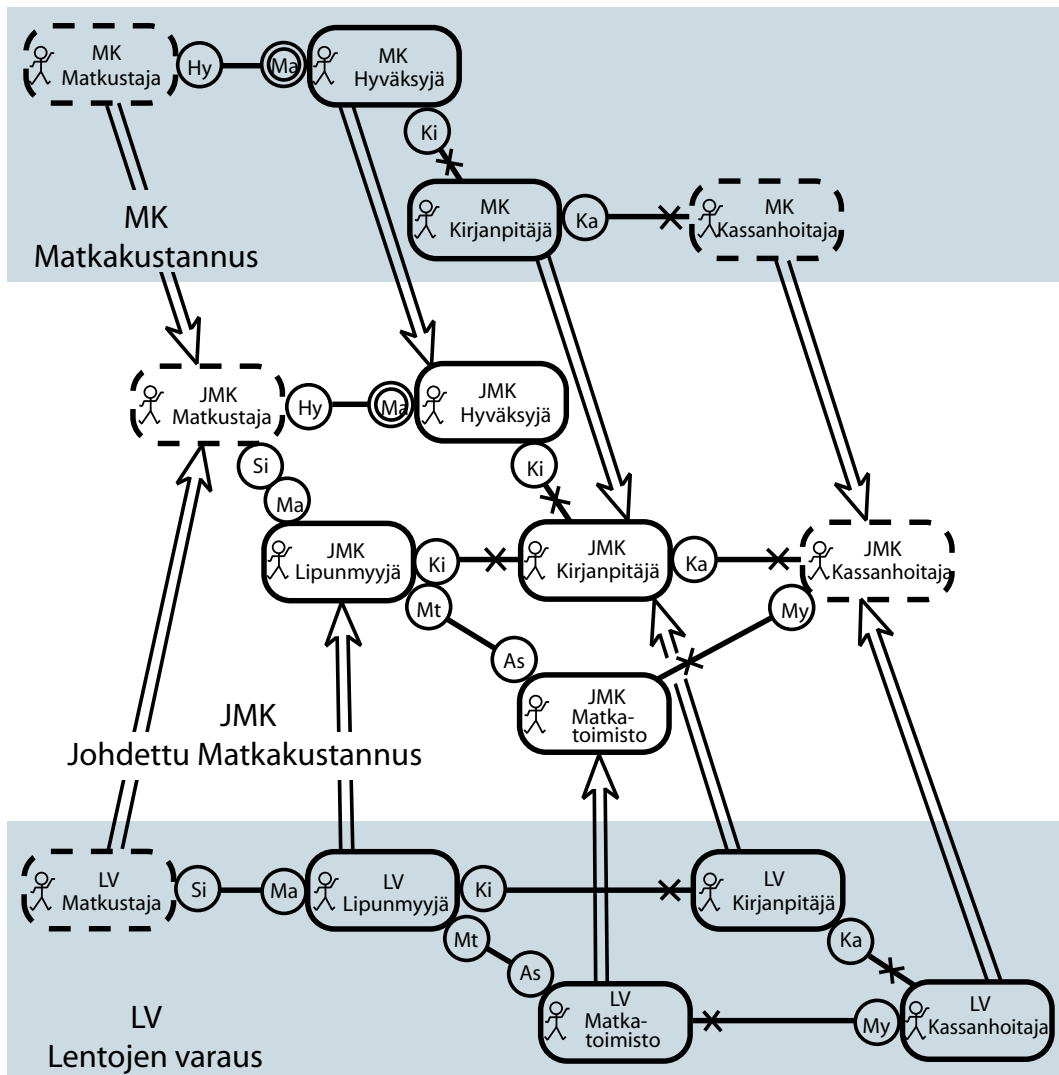 MK
Matkustaja
Hy
Ma
MK
Hyväksyjä
Ki
MK
Kirjanpitäjä
Ka
MK
Kassanhoitaja
MK
Matkakustannus
JMK
Matkustaja
Hy
Ma
JMK
Hyväksyjä
Si
Ma
Ki
JMK
Lipunmyyjä
Ki
JMK
Kirjanpitäjä
Ka
JMK
Kassanhoitaja
Mt
As
My
JMK
Matka-
toimisto
JMK
Johdettu Matkakustannus
LV
Matkustaja
Si
Ma
LV
Lipunmyyjä
Ki
LV
Kirjanpitäjä
Mt
As
Ka
LV
Matka-
toimisto
My
LV
Kassanhoitaja
LV
Lentojen varaus